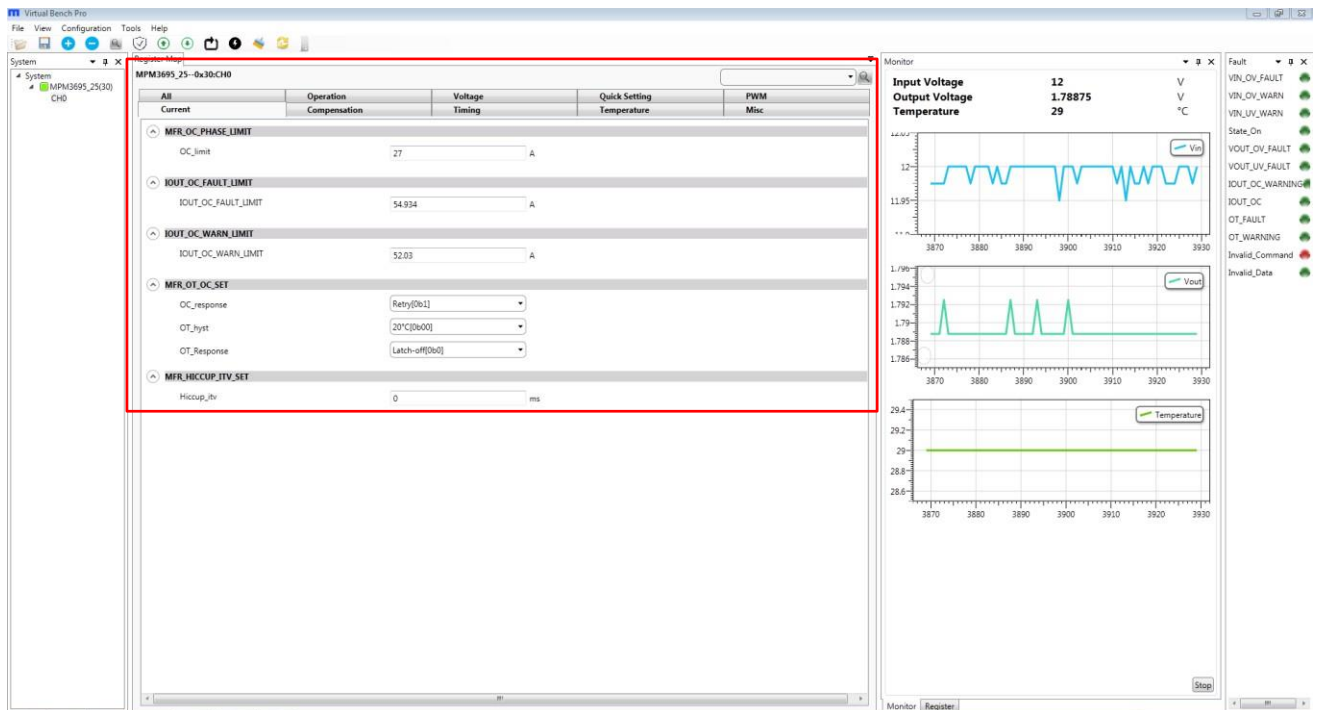 Virtual Bench Pro
File View Configuration Tools Help
System
System
MPM3695_25(30)
CH0
Register Map
MPM3695_25--0x30:CH0
All Operation Voltage Quick Setting PWM
Current Compensation Timing Temperature Misc
MFR_OC_PHASE_LIMIT
OC_limit 27 A
IOUT_OC_FAULT_LIMIT
IOUT_OC_FAULT_LIMIT 54.934 A
IOUT_OC_WARN_LIMIT
IOUT_OC_WARN_LIMIT 52.03 A
MFR_OT_OC_SET
OC_response Retry[0b1]
OT_hyst 20°C[0b00]
OT_Response Latch-off[0b0]
MFR_HICCUP_ITV_SET
Hiccup_itv 0 ms
Monitor
Input Voltage 12 V
Output Voltage 1.78875 V
Temperature 29 °C
Vin
12
11.95
3870 3880 3890 3900 3910 3920 3930
1.796
Vout
1.794
1.792
1.79
1.788
1.786
3870 3880 3890 3900 3910 3920 3930
29.4
Temperature
29.2
29
28.8
28.6
3870 3880 3890 3900 3910 3920 3930
Stop
Monitor Register
Fault
VIN_OV_FAULT
VIN_OV_WARN
VIN_UV_WARN
State_On
VOUT_OV_FAULT
VOUT_UV_FAULT
IOUT_OC_WARNING
IOUT_OC
OT_FAULT
OT_WARNING
Invalid_Command
Invalid_Data